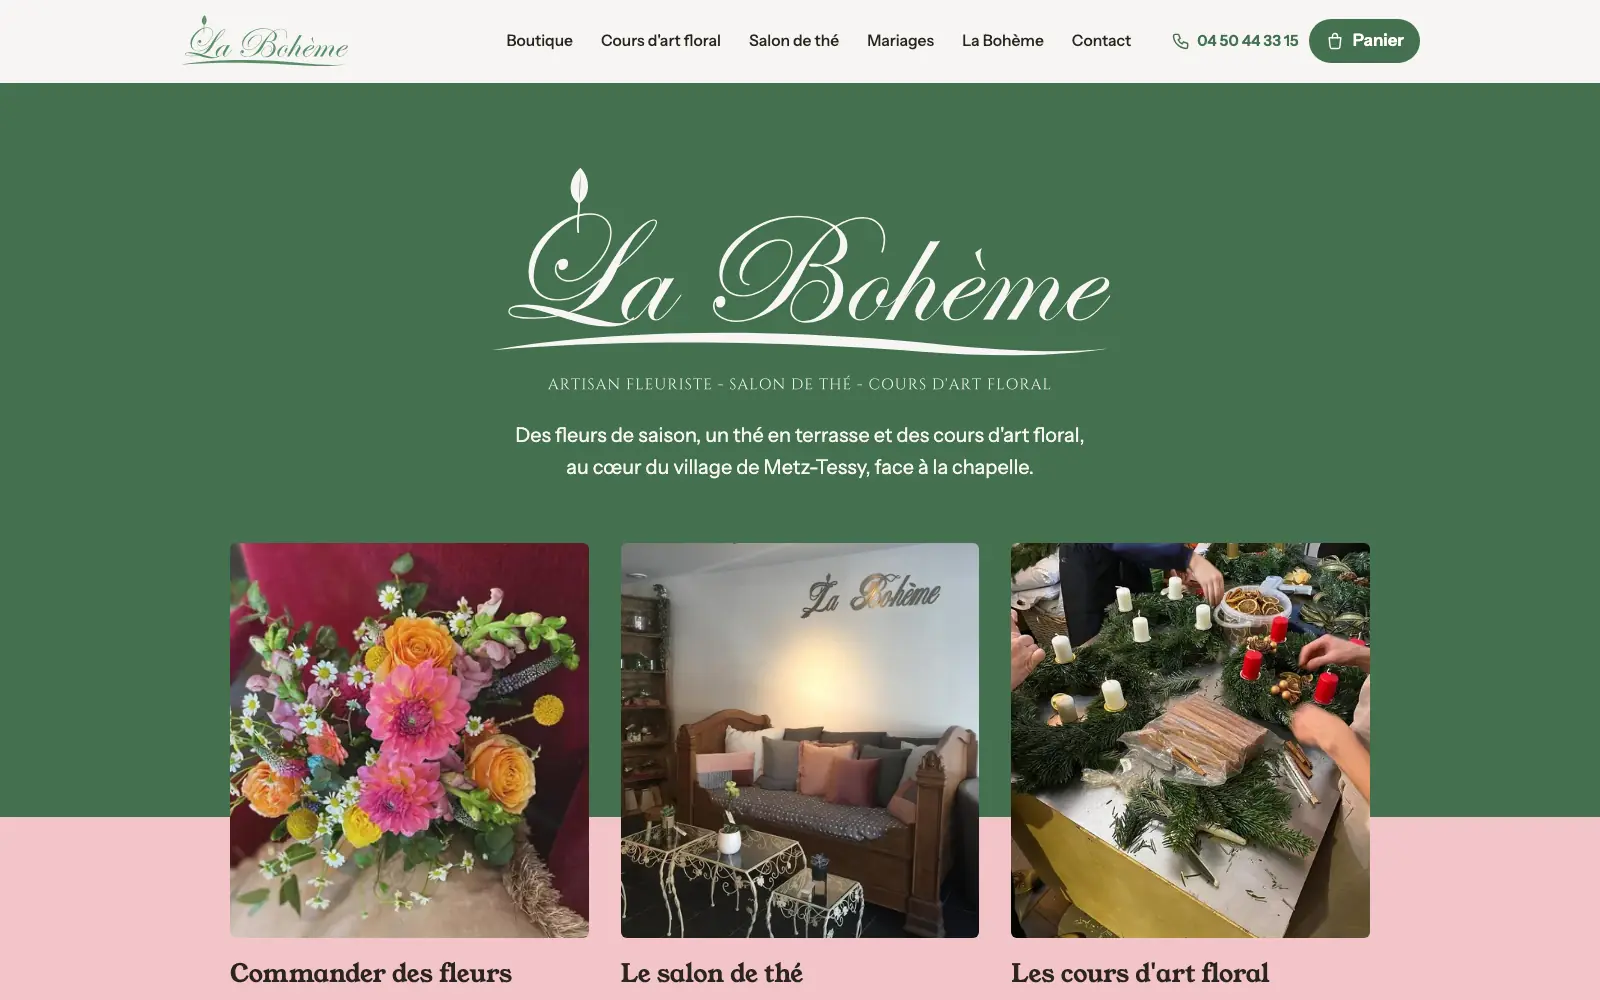 La Bohème
Boutique
Cours d'art floral
Salon de thé
Mariages
La Bohème
Contact
04 50 44 33 15
Panier
La Bohème
ARTISAN FLEURISTE - SALON DE THÉ - COURS D'ART FLORAL
Des fleurs de saison, un thé en terrasse et des cours d'art floral,
au cœur du village de Metz-Tessy, face à la chapelle.
La Bohème
Commander des fleurs
Le salon de thé
Les cours d'art floral